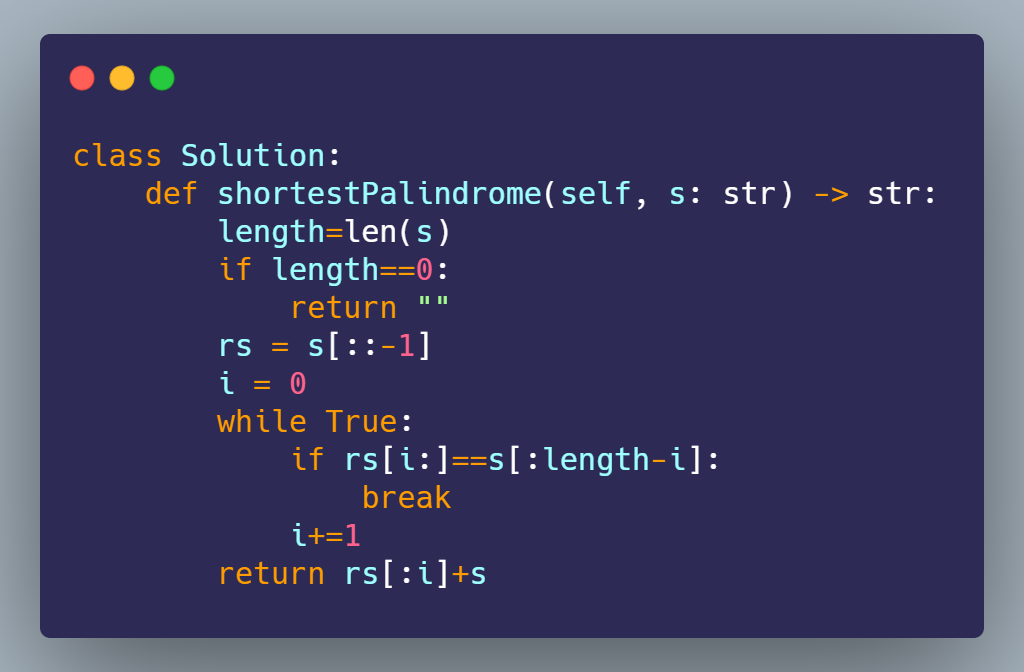 class Solution:
    def shortestPalindrome(self, s: str) -> str:
        length=len(s)
        if length==0:
            return ""
        rs = s[::-1]
        i = 0
        while True:
            if rs[i:]==s[:length-i]:
                break
            i+=1
        return rs[:i]+s